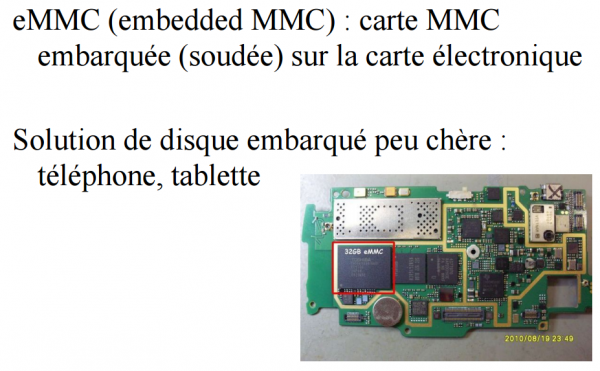 eMMC (embedded MMC) : carte MMC
embarquée (soudée) sur la carte électronique
Solution de disque embarqué peu chère :
téléphone, tablette
32GB eMMC
2010/08/19 23:49